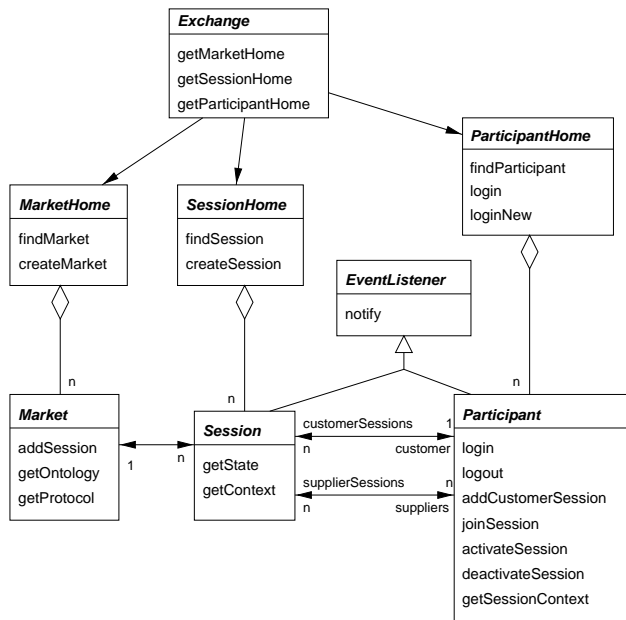 Exchange
getMarketHome
getSessionHome
getParticipantHome
ParticipantHome
findParticipant
login
loginNew
MarketHome
findMarket
createMarket
SessionHome
findSession
createSession
EventListener
notify
n
n
n
Market
addSession
getOntology
getProtocol
1
n
Session
getState
getContext
customerSessions
1
n
customer
supplierSessions
n
n
suppliers
Participant
login
logout
addCustomerSession
joinSession
activateSession
deactivateSession
getSessionContext